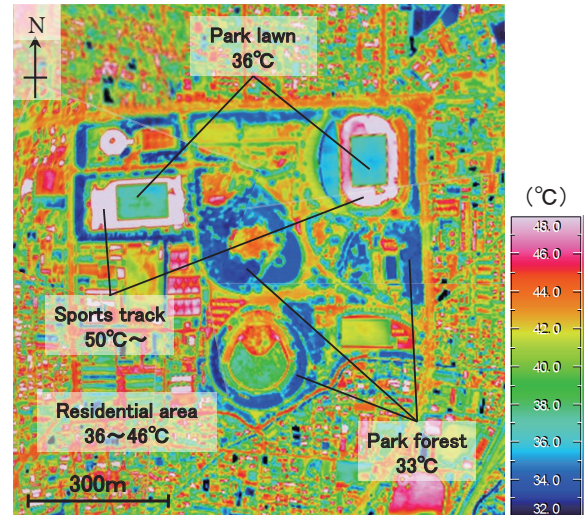 N
Park lawn
36℃
(℃)
48.0
46.0
44.0
42.0
40.0
38.0
36.0
34.0
32.0
Sports track
50℃～
Residential area
36～46℃
Park forest
33℃
300m